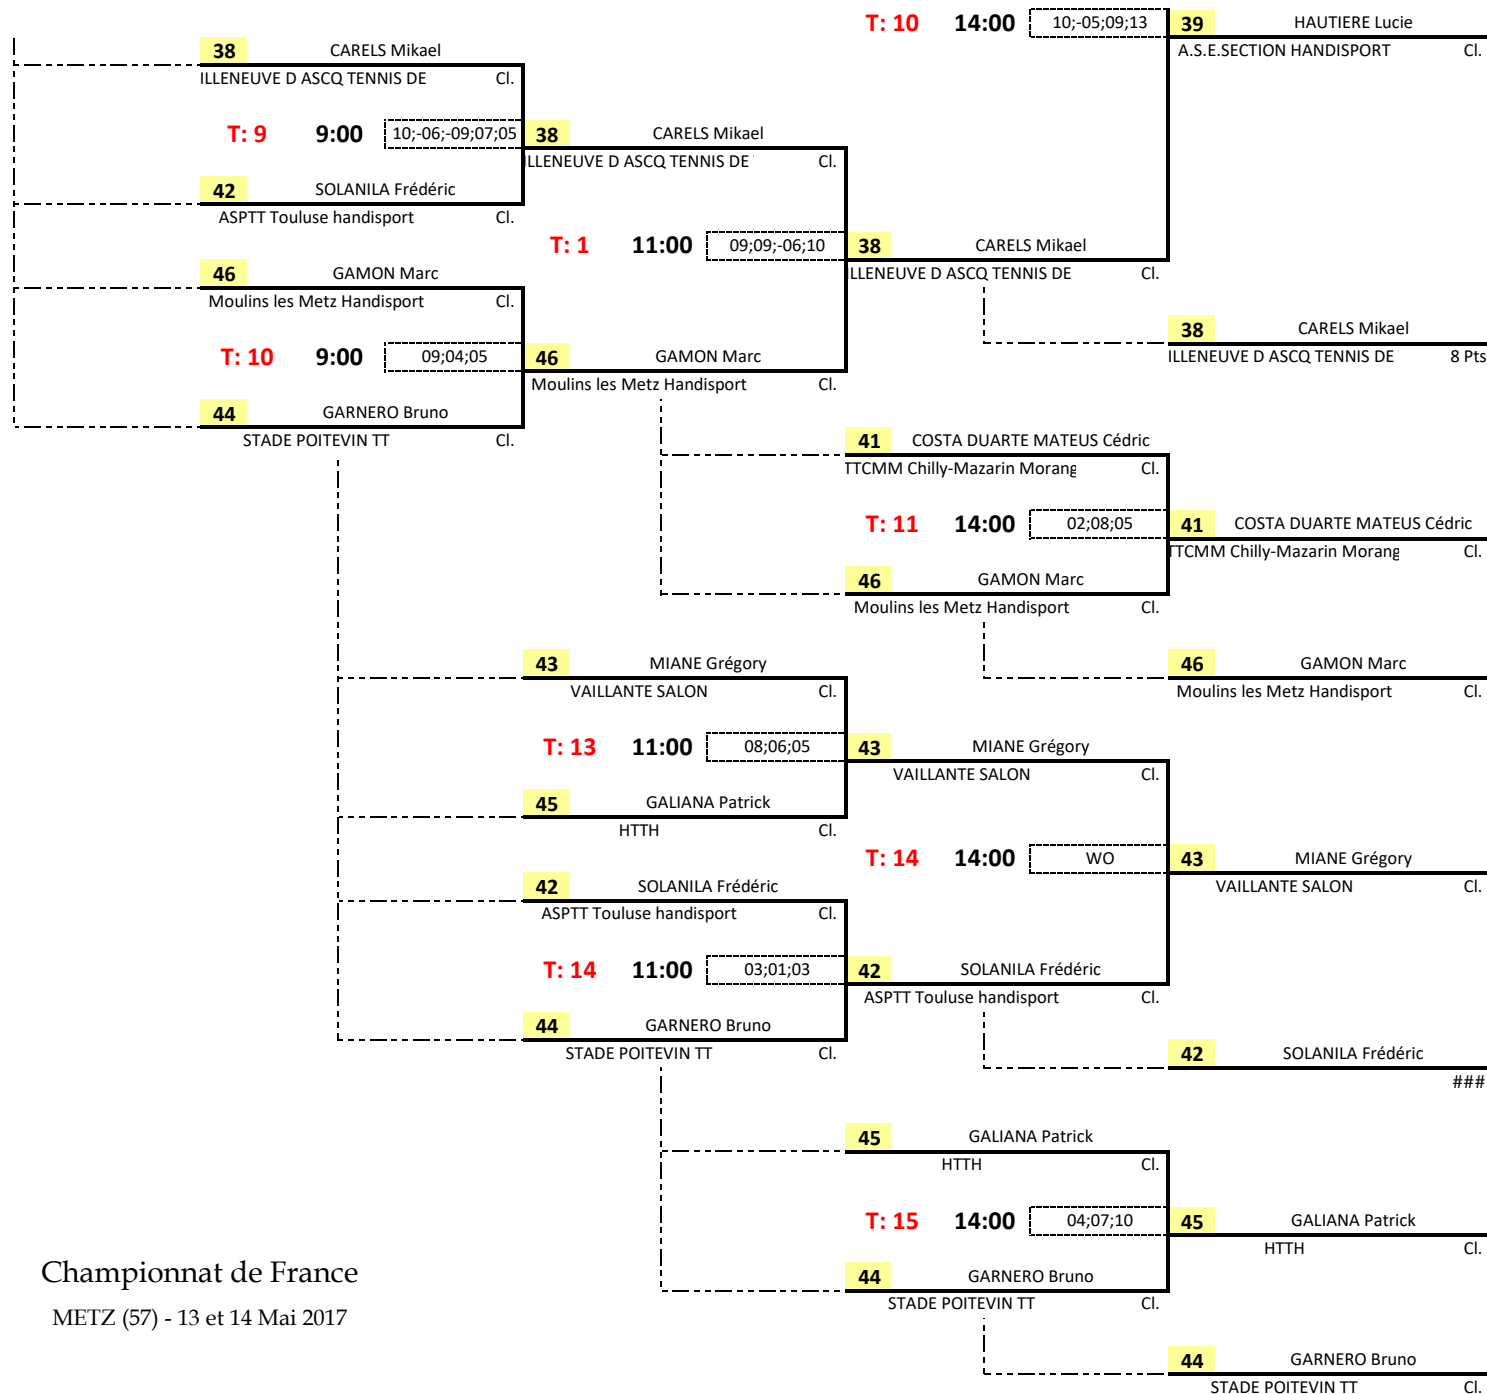 T: 10 14:00 10;-05;09;13 39 HAUTIERE Lucie
A.S.E.SECTION HANDISPORT Cl.
38 CARELS Mikael
ILLENEUVE D ASCQ TENNIS DE Cl.
T: 9 9:00 10;-06;-09;07;05 38 CARELS Mikael
ILLENEUVE D ASCQ TENNIS DE Cl.
42 SOLANILA Frédéric
ASPTT Touluse handisport Cl.
T: 1 11:00 09;09;-06;10 38 CARELS Mikael
ILLENEUVE D ASCQ TENNIS DE Cl.
46 GAMON Marc
Moulins les Metz Handisport Cl.
38 CARELS Mikael
ILLENEUVE D ASCQ TENNIS DE 8 Pts
T: 10 9:00 09;04;05 46 GAMON Marc
Moulins les Metz Handisport Cl.
44 GARNERO Bruno
STADE POITEVIN TT Cl.
41 COSTA DUARTE MATEUS Cédric
TTCMM Chilly-Mazarin Morang Cl.
T: 11 14:00 02;08;05 41 COSTA DUARTE MATEUS Cédric
TTCMM Chilly-Mazarin Morang Cl.
46 GAMON Marc
Moulins les Metz Handisport Cl.
43 MIANE Grégory
VAILLANTE SALON Cl.
46 GAMON Marc
Moulins les Metz Handisport Cl.
T: 13 11:00 08;06;05 43 MIANE Grégory
VAILLANTE SALON Cl.
45 GALIANA Patrick
HTTH Cl.
T: 14 14:00 WO 43 MIANE Grégory
VAILLANTE SALON Cl.
42 SOLANILA Frédéric
ASPTT Touluse handisport Cl.
T: 14 11:00 03;01;03 42 SOLANILA Frédéric
ASPTT Touluse handisport Cl.
44 GARNERO Bruno
STADE POITEVIN TT Cl.
42 SOLANILA Frédéric
###
45 GALIANA Patrick
HTTH Cl.
T: 15 14:00 04;07;10 45 GALIANA Patrick
HTTH Cl.
44 GARNERO Bruno
STADE POITEVIN TT Cl.
Championnat de France
METZ (57) - 13 et 14 Mai 2017
44 GARNERO Bruno
STADE POITEVIN TT Cl.